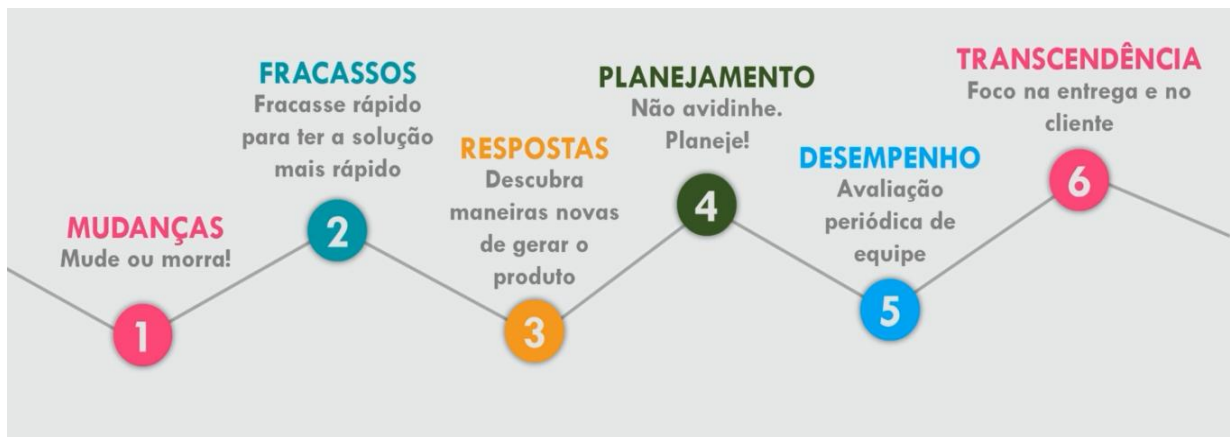 MUDANÇAS
Mude ou morra!
1
FRACASSOS
Fracasse rápido
para ter a solução
mais rápido
2
RESPOSTAS
Descubra
maneiras novas
de gerar o
produto
3
PLANEJAMENTO
Não avidinhe.
Planeje!
4
DESEMPENHO
Avaliação
periódica de
equipe
5
TRANSCENDÊNCIA
Foco na entrega e no
cliente
6